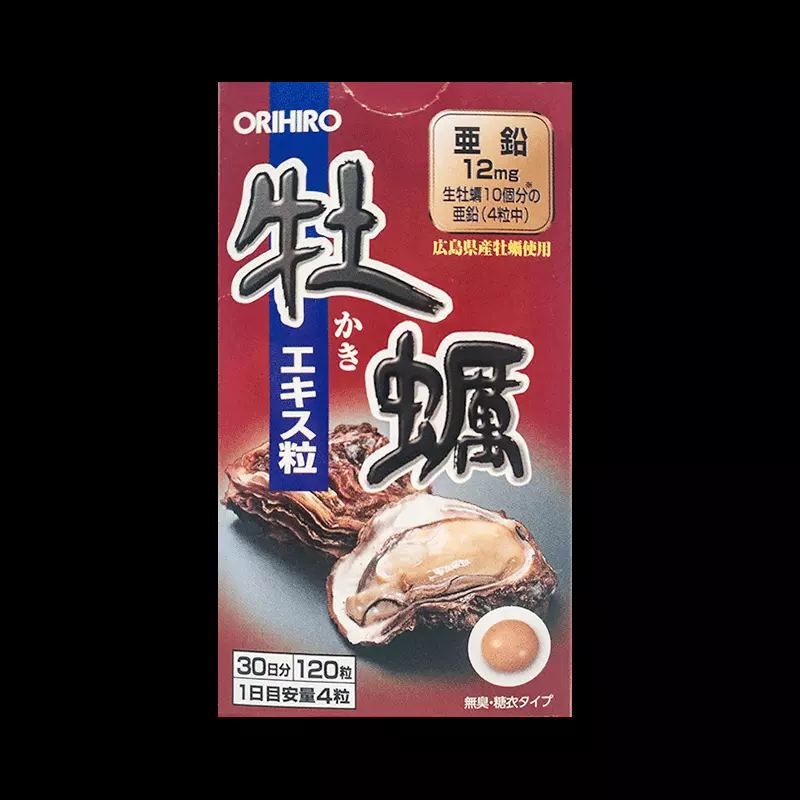 ORIHIRO
亜鉛
12mg
生牡蠣10個分の※
亜鉛(4粒中)
広島県産牡蠣使用
牡蠣
かき
エキス粒
30日分 120粒
1日目安量4粒
無臭・糖衣タイプ